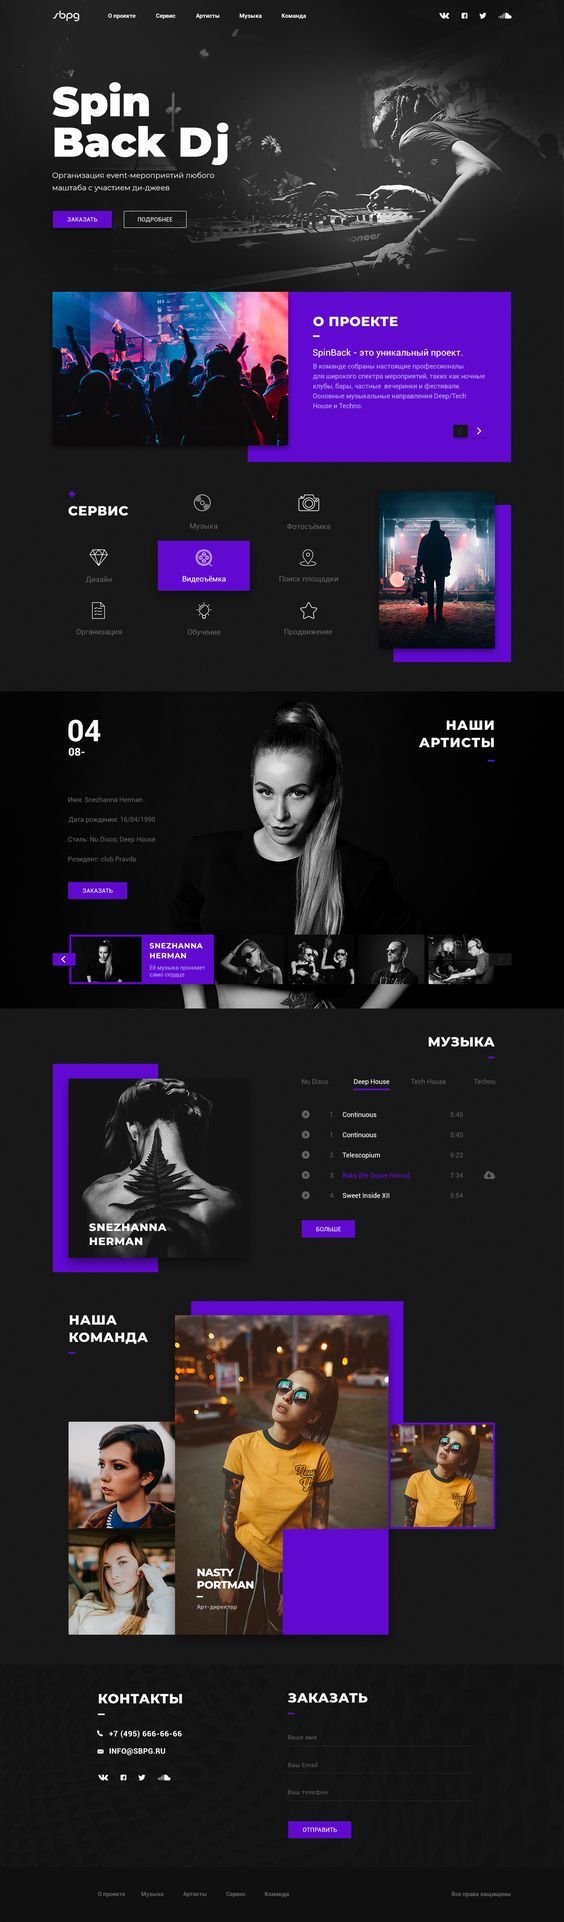 sbpg
О проекте
Сервис
Артисты
Музыка
Команда
Spin
Back Dj
Организация event-мероприятий любого
маштаба с участием ди-джеев
ЗАКАЗАТЬ
ПОДРОБНЕЕ
Pioneer
О ПРОЕКТЕ
SpinBack - это уникальный проект.
В команде собраны настоящие профессионалы
для широкого спектра мероприятий, таких как ночные
клубы, бары, частные вечеринки и фестивали.
Основные музыкальные направления Deep/Tech
House и Techno.
СЕРВИС
Музыка
Фотосъёмка
Дизайн
Видеоъёмка
Поиск площадки
Организация
Обучение
Продвижение
04
08-
НАШИ
АРТИСТЫ
Имя: Snezhanna Herman
Дата рождения: 16/04/1990
Стиль: Nu Disco, Deep House
Резидент: club Pravda
ЗАКАЗАТЬ
SNEZHANNA
HERMAN
Её музыка пронзает
само сердце
МУЗЫКА
Nu Disco
Deep House
Tech House
Techno
1. Continuous 5:40
1. Continuous 5:40
2. Telescopium 6:22
3. Baby [Re Dupre Remix] 7:34
4. Sweet Inside XII 5:54
БОЛЬШЕ
SNEZHANNA
HERMAN
НАША
КОМАНДА
NASTY
PORTMAN
Арт-директор
КОНТАКТЫ
+7 (495) 666-66-66
INFO@SBPG.RU
ЗАКАЗАТЬ
Ваше имя
Ваш Email
Ваш телефон
ОТПРАВИТЬ
О проекте
Музыка
Артисты
Сервис
Команда
Все права защищены